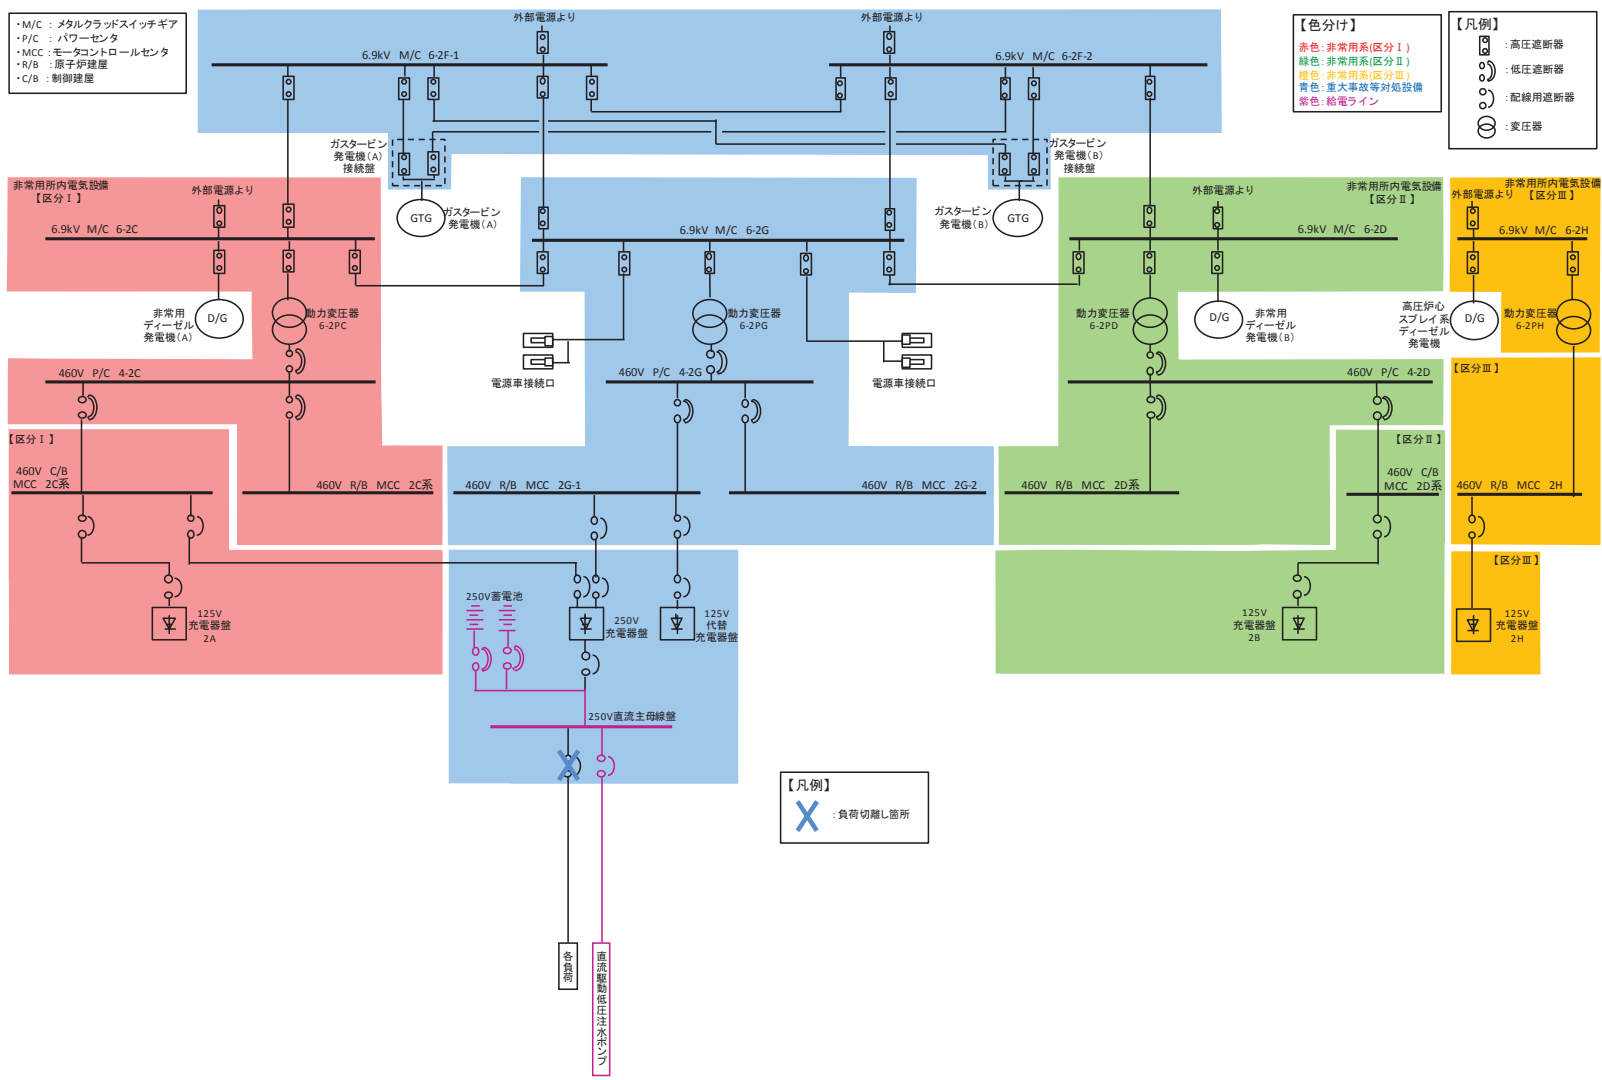 ・M/C ： メタルクラッドスイッチギア
・P/C ： パワーセンタ
・MCC ：モータコントロールセンタ
・R/B ：原子炉建屋
・C/B ：制御建屋
外部電源より
外部電源より
6.9kV M/C 6-2F-1
6.9kV M/C 6-2F-2
【色分け】
赤色：非常用系(区分Ⅰ)
緑色：非常用系(区分Ⅱ)
橙色：非常用系(区分Ⅲ)
青色：重大事故等対処設備
紫色：給電ライン
【凡例】
：高圧遮断器
：低圧遮断器
：配線用遮断器
：変圧器
ガスタービン
発電機(A)
接続盤
ガスタービン
発電機(B)
接続盤
GTG
ガスタービン
発電機(A)
ガスタービン
発電機(B)
GTG
非常用所内電気設備
【区分Ⅰ】
外部電源より
6.9kV M/C 6-2C
6.9kV M/C 6-2G
外部電源より
非常用所内電気設備
【区分Ⅱ】
6.9kV M/C 6-2D
非常用所内電気設備
【区分Ⅲ】
外部電源より
6.9kV M/C 6-2H
非常用
ディーゼル
発電機(A)
D/G
動力変圧器
6-2PC
動力変圧器
6-2PG
動力変圧器
6-2PD
D/G
非常用
ディーゼル
発電機(B)
高圧炉心
スプレイ系
ディーゼル
発電機
D/G
動力変圧器
6-2PH
電源車接続口
電源車接続口
460V P/C 4-2C
460V P/C 4-2G
460V P/C 4-2D
【区分Ⅲ】
【区分Ⅰ】
【区分Ⅱ】
460V C/B
MCC 2C系
460V R/B MCC 2C系
460V R/B MCC 2G-1
460V R/B MCC 2G-2
460V R/B MCC 2D系
460V C/B
MCC 2D系
460V R/B MCC 2H
【区分Ⅲ】
125V
充電器盤
2A
250V蓄電池
250V
充電器盤
125V
代替
充電器盤
125V
充電器盤
2B
125V
充電器盤
2H
250V直流主母線盤
【凡例】
：負荷切離し箇所
各負荷
直流駆動低圧注水ポンプ